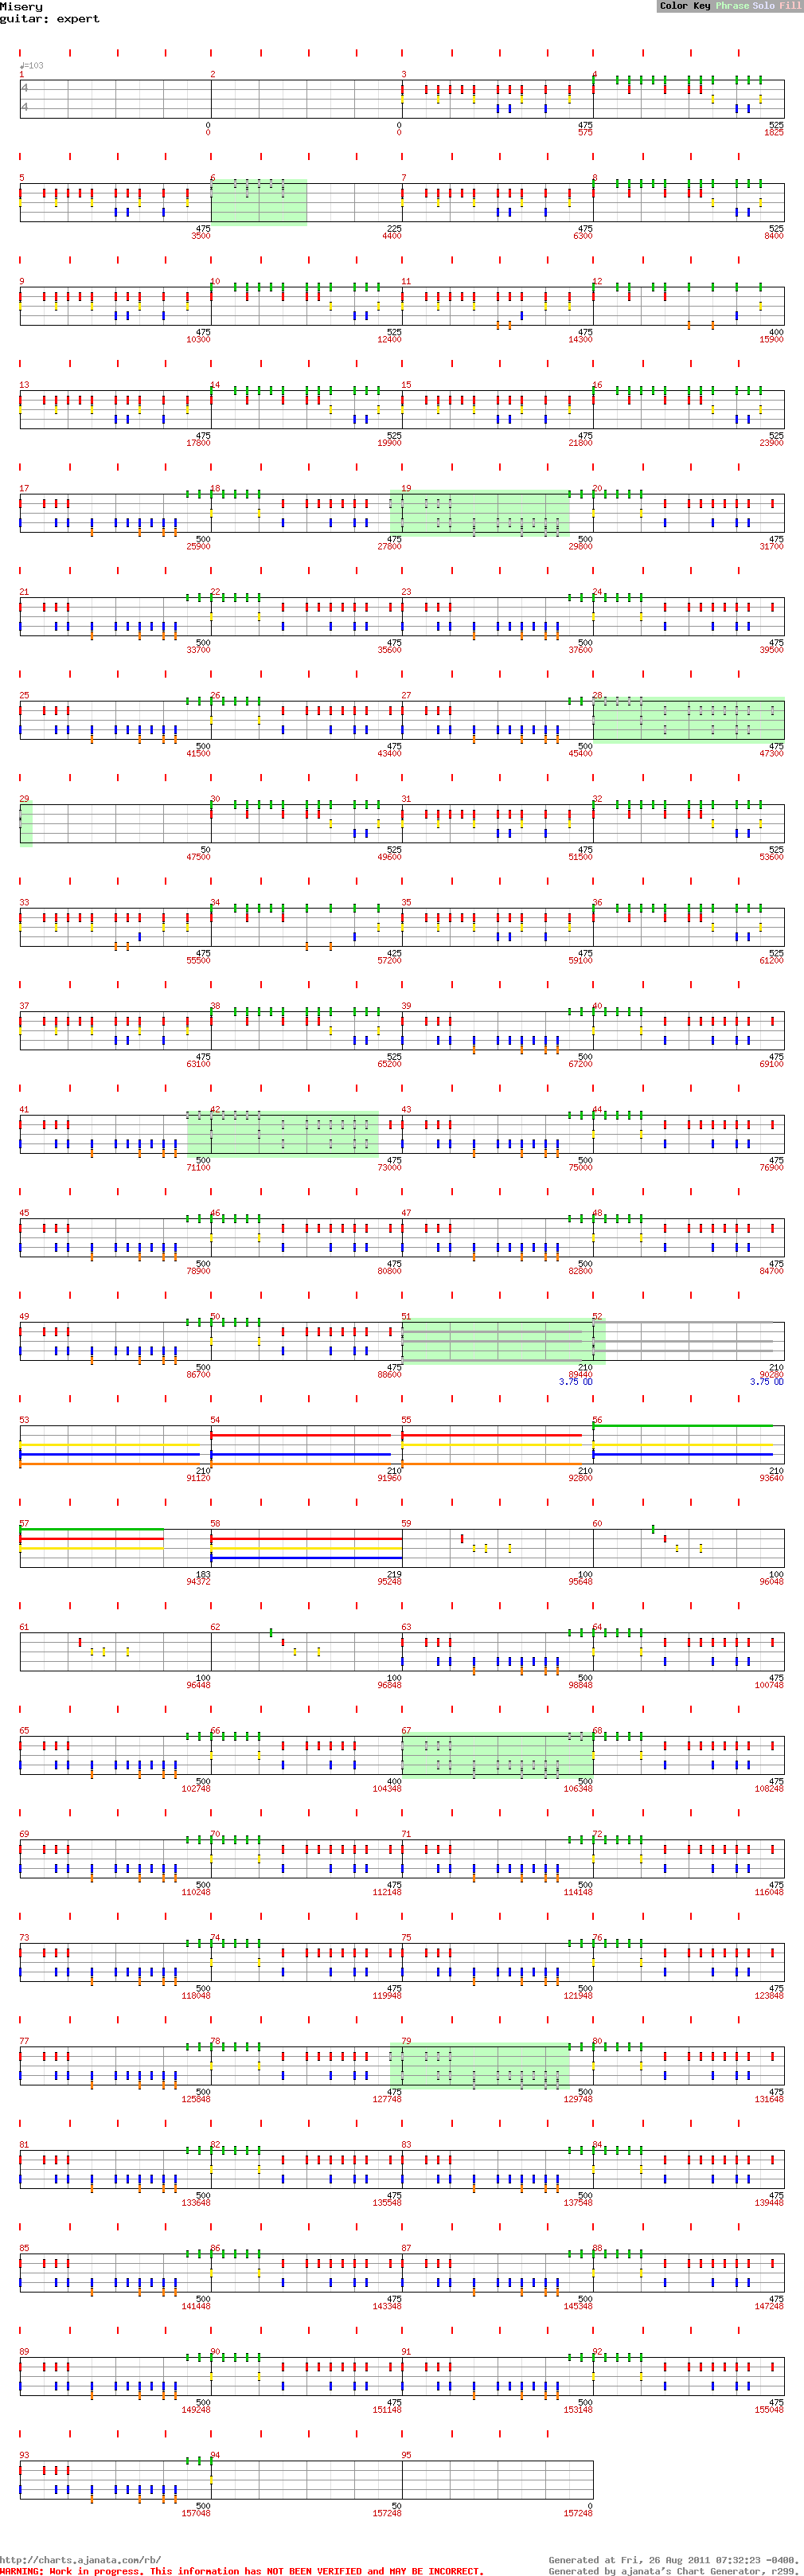 Misery
Color Key Phrase Solo Fill
guitar: expert
♩=103
1 2 3 4
4
4
0 0 475 525
0 0 575 1825
5 6 7 8
475 225 475 525
3500 4400 6300 8400
9 10 11 12
475 525 475 400
10300 12400 14300 15900
13 14 15 16
475 525 475 525
17800 19900 21800 23900
17 18 19 20
500 475 500 475
25900 27800 29800 31700
21 22 23 24
500 475 500 475
33700 35600 37600 39500
25 26 27 28
500 475 500 475
41500 43400 45400 47300
29 30 31 32
50 525 475 525
47500 49600 51500 53600
33 34 35 36
475 425 475 525
55500 57200 59100 61200
37 38 39 40
475 525 500 475
63100 65200 67200 69100
41 42 43 44
500 475 500 475
71100 73000 75000 76900
45 46 47 48
500 475 500 475
78900 80800 82800 84700
49 50 51 52
500 475 210 210
86700 88600 89440 90280
3.75 OD 3.75 OD
53 54 55 56
210 210 210 210
91120 91960 92800 93640
57 58 59 60
183 219 100 100
94372 95248 95648 96048
61 62 63 64
100 100 500 475
96448 96848 98848 100748
65 66 67 68
500 400 500 475
102748 104348 106348 108248
69 70 71 72
500 475 500 475
110248 112148 114148 116048
73 74 75 76
500 475 500 475
118048 119948 121948 123848
77 78 79 80
500 475 500 475
125848 127748 129748 131648
81 82 83 84
500 475 500 475
133648 135548 137548 139448
85 86 87 88
500 475 500 475
141448 143348 145348 147248
89 90 91 92
500 475 500 475
149248 151148 153148 155048
93 94 95
500 50 0
157048 157248 157248
http://charts.ajanata.com/rb/
Generated at Fri, 26 Aug 2011 07:32:23 -0400.
WARNING: Work in progress. This information has NOT BEEN VERIFIED and MAY BE INCORRECT.
Generated by ajanata's Chart Generator, r299.